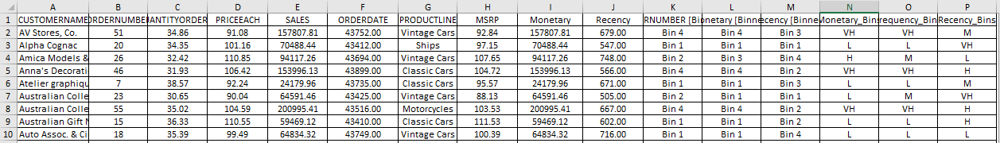 A B C D E F G H I J K L M N O P
1 CUSTOMERNAME ORDERNUMBE ANTITYORDER PRICEEACH SALES ORDERDATE PRODUCTLINE MSRP Monetary Recency RNUMBER [Bin onetary [Binne ecency [Binne Monetary_Bins requency_Bin Recency_Bins
2 AV Stores, Co. 51 34.86 91.08 157807.81 43752.00 Vintage Cars 92.84 157807.81 679.00 Bin 4 Bin 4 Bin 3 VH VH M
3 Alpha Cognac 20 34.35 101.16 70488.44 43412.00 Ships 97.15 70488.44 547.00 Bin 1 Bin 1 Bin 1 L L VH
4 Amica Models & 26 32.42 110.85 94117.26 43694.00 Vintage Cars 107.65 94117.26 748.00 Bin 2 Bin 3 Bin 4 H M L
5 Anna's Decorati 46 31.93 106.42 153996.13 43899.00 Classic Cars 104.72 153996.13 566.00 Bin 4 Bin 4 Bin 2 VH VH H
6 Atelier graphiqu 7 38.57 92.24 24179.96 43735.00 Classic Cars 95.57 24179.96 671.00 Bin 1 Bin 1 Bin 3 L L M
7 Australian Colle 23 30.65 90.04 64591.46 43425.00 Vintage Cars 88.13 64591.46 505.00 Bin 2 Bin 1 Bin 1 L M VH
8 Australian Colle 55 35.02 104.59 200995.41 43516.00 Motorcycles 103.53 200995.41 667.00 Bin 4 Bin 4 Bin 2 VH VH H
9 Australian Gift N 15 36.33 110.55 59469.12 43410.00 Classic Cars 111.53 59469.12 602.00 Bin 1 Bin 1 Bin 2 L L H
10 Auto Assoc. & Ci 18 35.39 99.49 64834.32 43749.00 Vintage Cars 100.39 64834.32 716.00 Bin 1 Bin 1 Bin 4 L L L